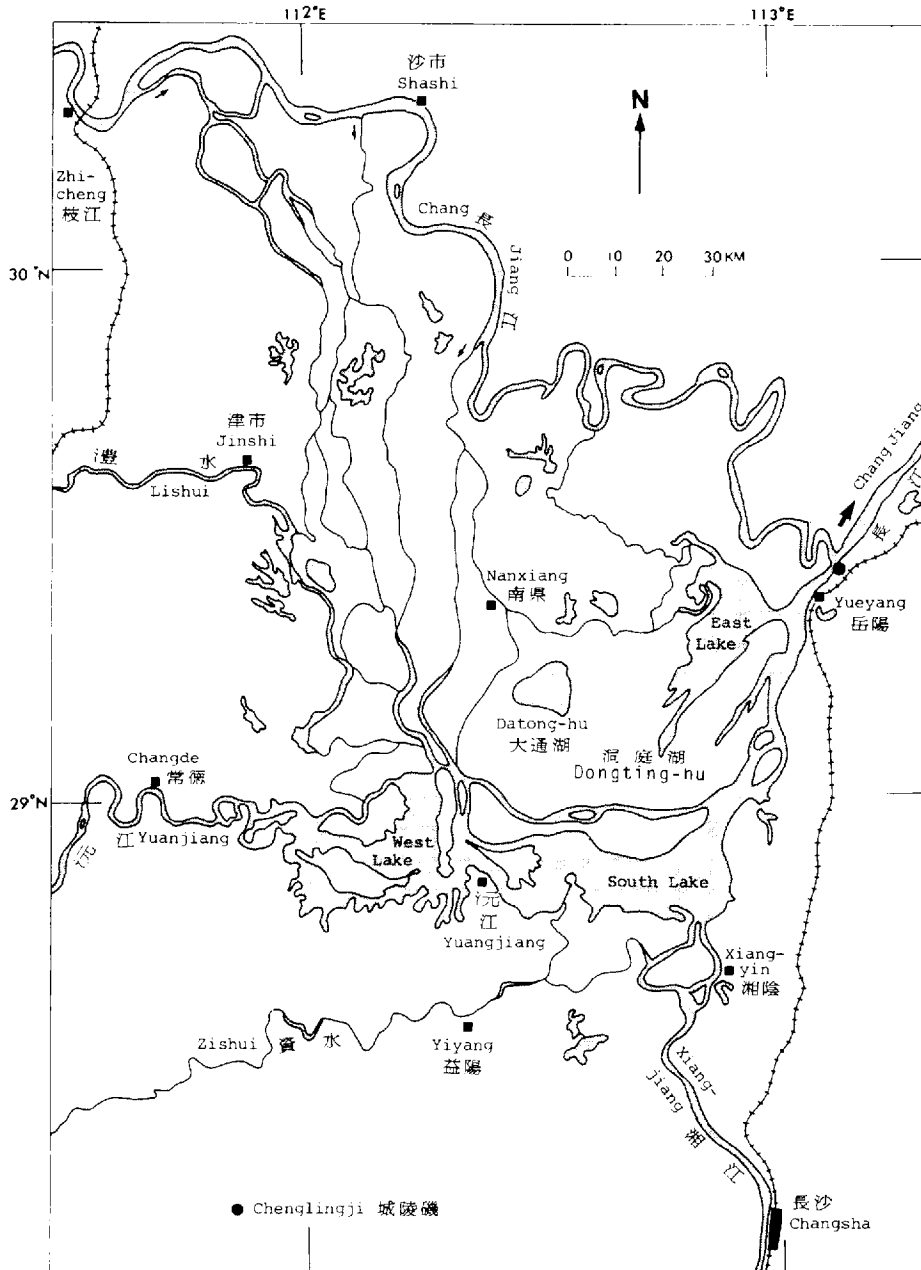 112°E
113°E
沙市
Shashi
N
Zhi-
cheng
枝江
Chang 長
Jiang 江
30°N
0 10 20 30 KM
津市
Jinshi
澧 水
Lishui
Chang Jiang
長 江
Nanxiang
南県
East
Lake
Yueyang
岳陽
Datong-hu
大通湖
洞庭湖
Dongting-hu
Changde
常德
29°N
沅 江 Yuanjiang
West
Lake
South Lake
沅
江
Yuangjiang
Xiang-
yin
湘陰
Zishui 資 水
Yiyang
益陽
Xiang-
jiang
湘 江
Chenglingji 城陵磯
長沙
Changsha